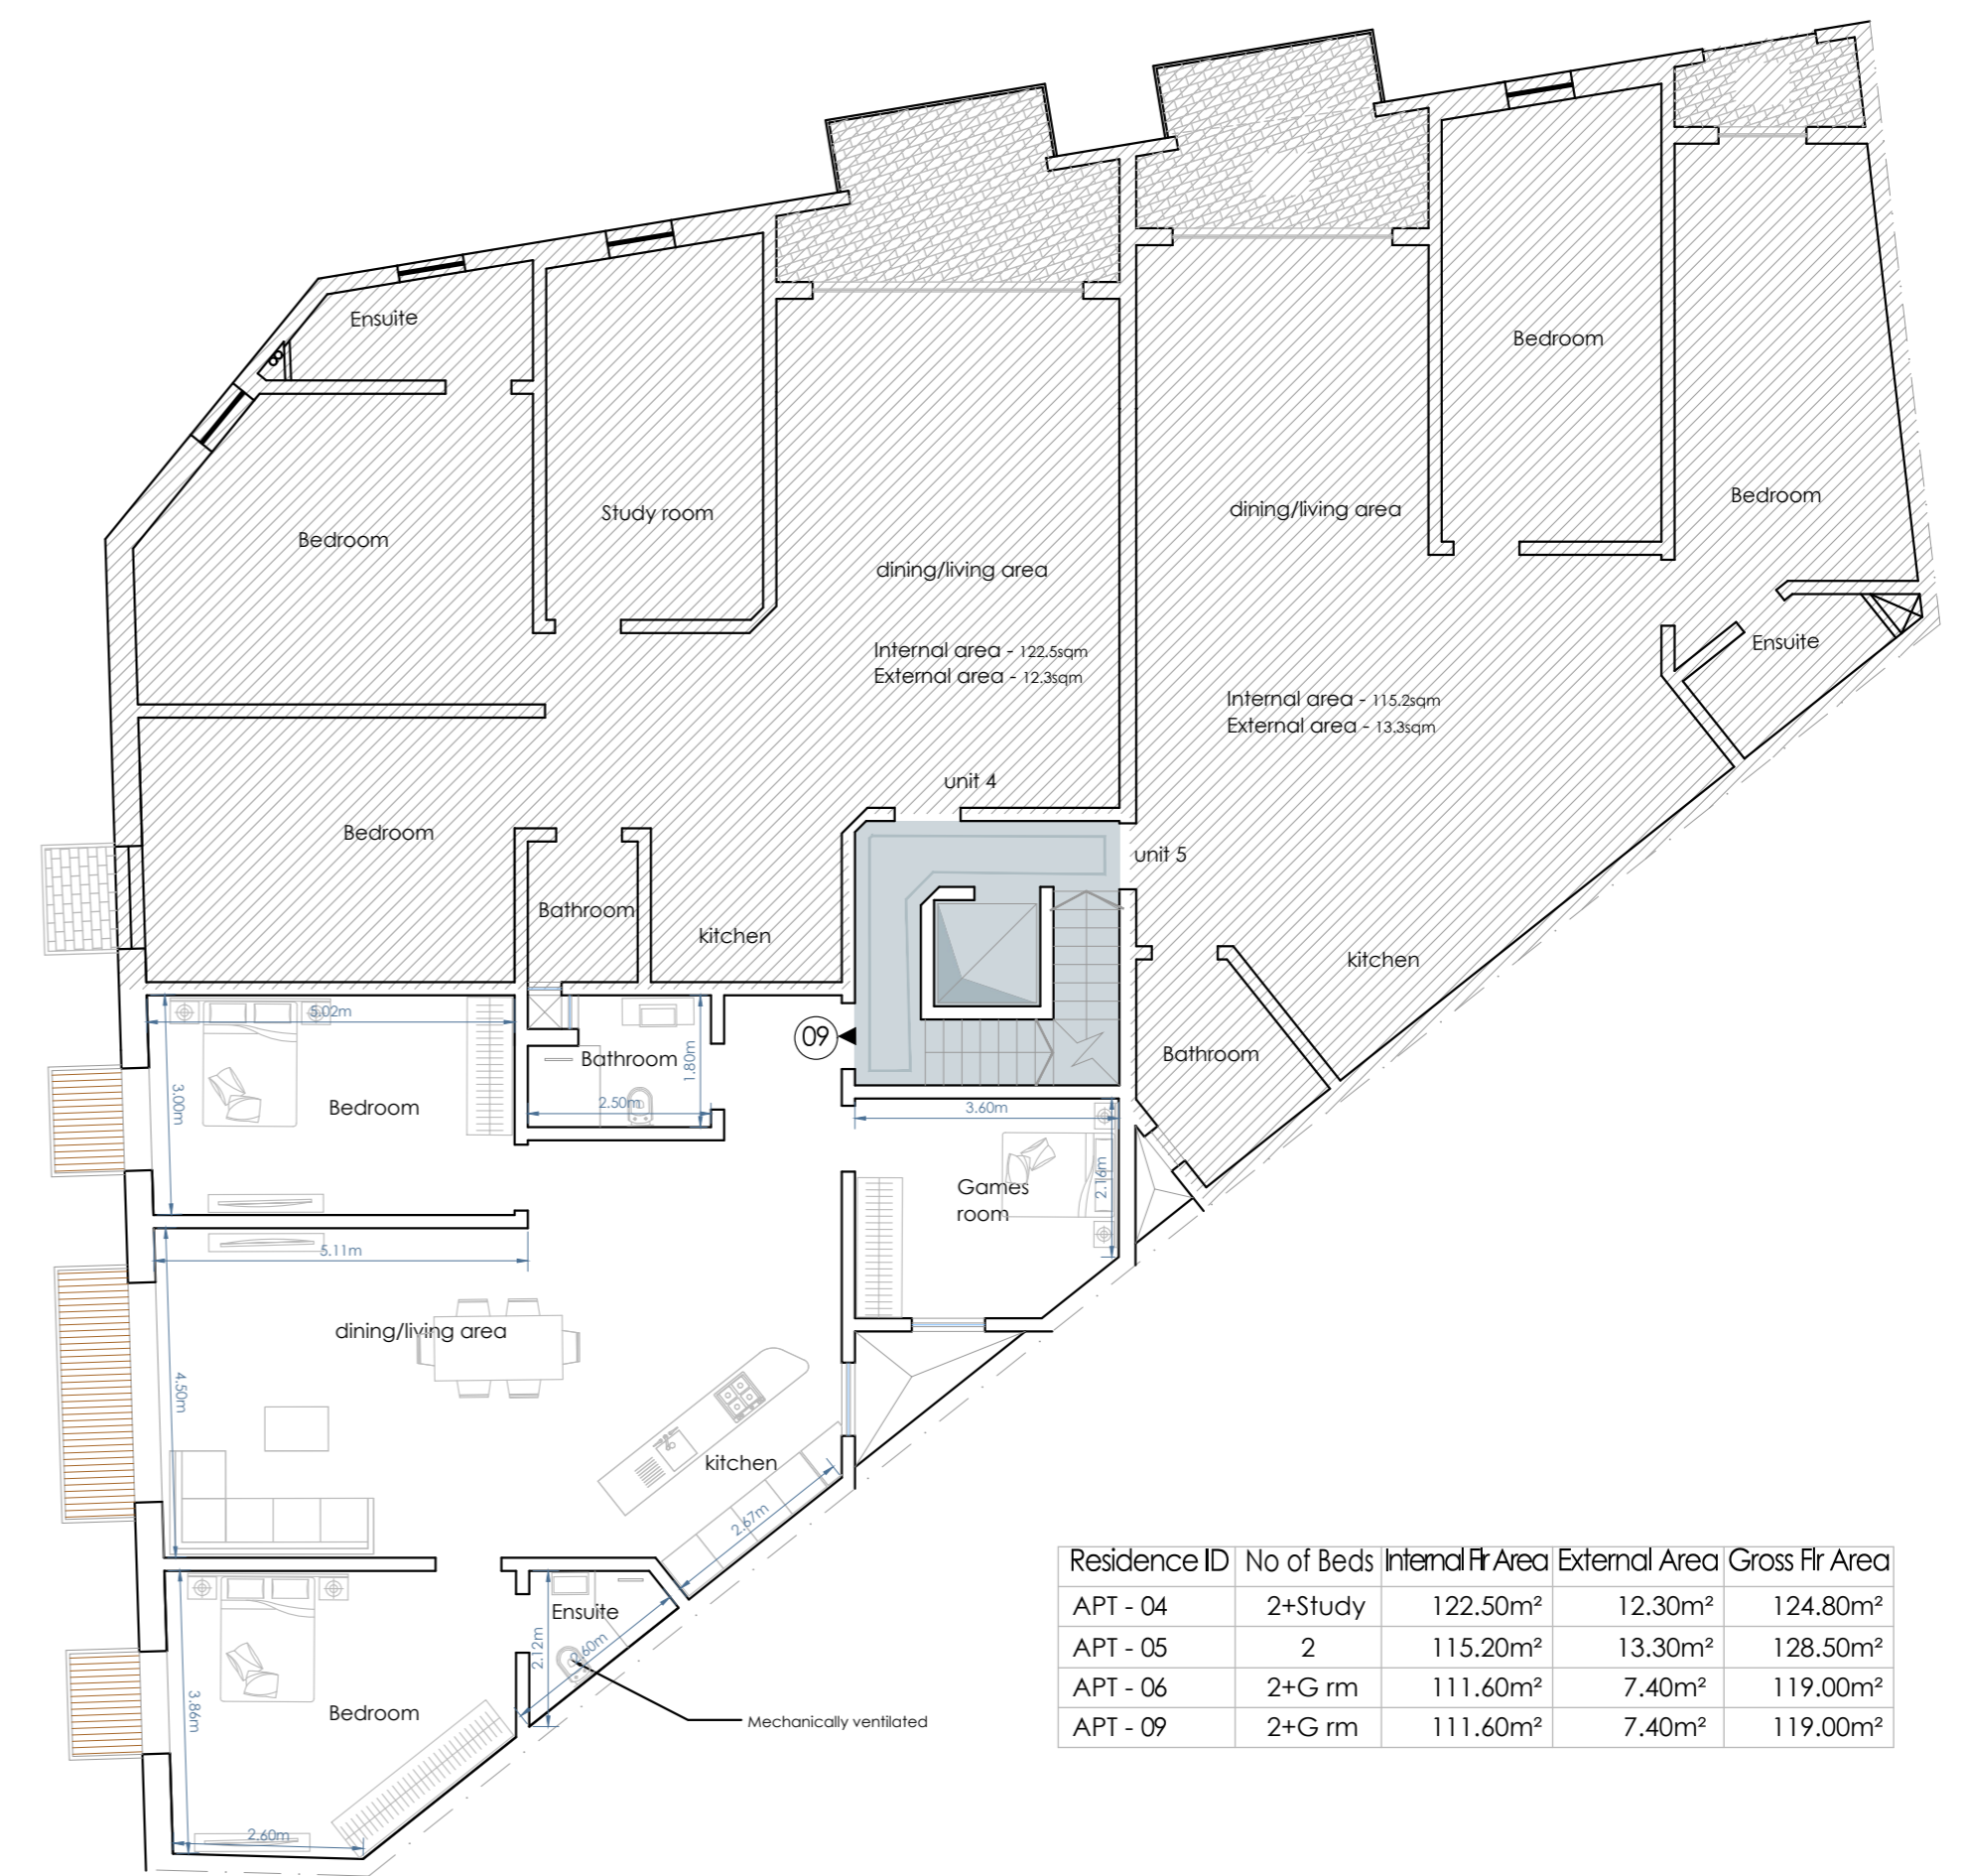 Ensuite
Bedroom
Study room
dining/living area
Internal area - 122.5sqm
External area - 12.3sqm
unit 4
Bedroom
Bathroom
kitchen
Bedroom
dining/living area
Bedroom
Ensuite
Internal area - 115.2sqm
External area - 13.3sqm
unit 5
kitchen
Bathroom
09
5.02m
3.00m
Bedroom
Bathroom
1.80m
2.50m
3.60m
2.16m
Games
room
5.11m
dining/living area
4.50m
kitchen
2.67m
Ensuite
2.12m
2.60m
Mechanically ventilated
3.86m
Bedroom
2.60m
Residence ID No of Beds Internal Flr Area External Area Gross Flr Area
APT - 04 2+Study 122.50m² 12.30m² 124.80m²
APT - 05 2 115.20m² 13.30m² 128.50m²
APT - 06 2+G rm 111.60m² 7.40m² 119.00m²
APT - 09 2+G rm 111.60m² 7.40m² 119.00m²